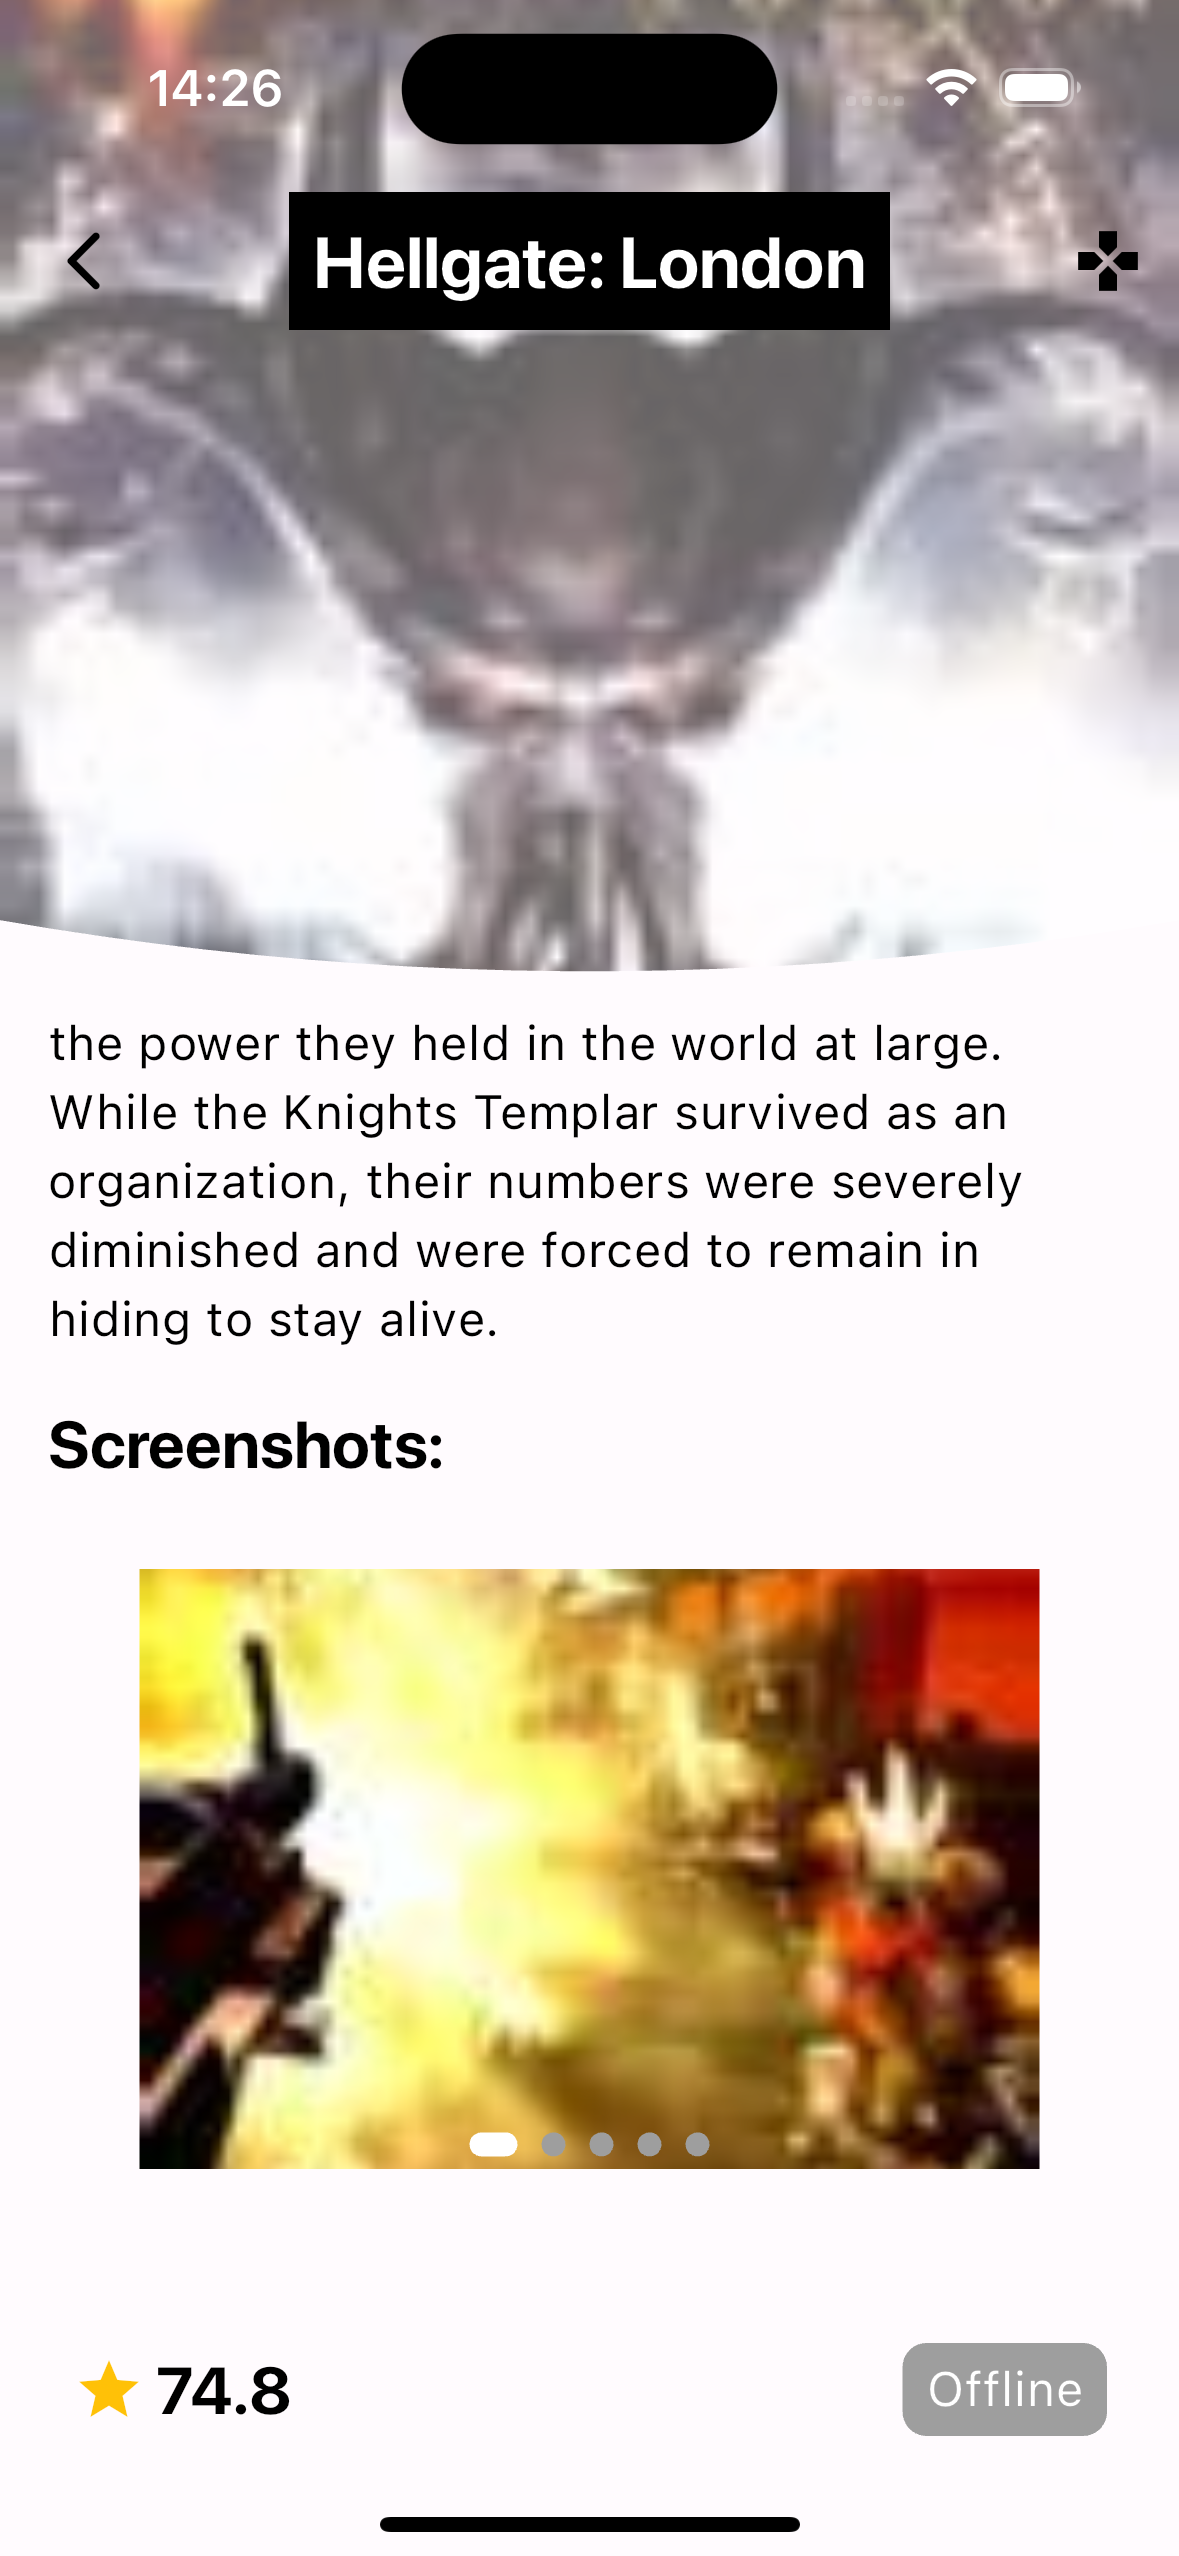 14:26
Hellgate: London
the power they held in the world at large.
While the Knights Templar survived as an
organization, their numbers were severely
diminished and were forced to remain in
hiding to stay alive.
Screenshots:
74.8
Offline